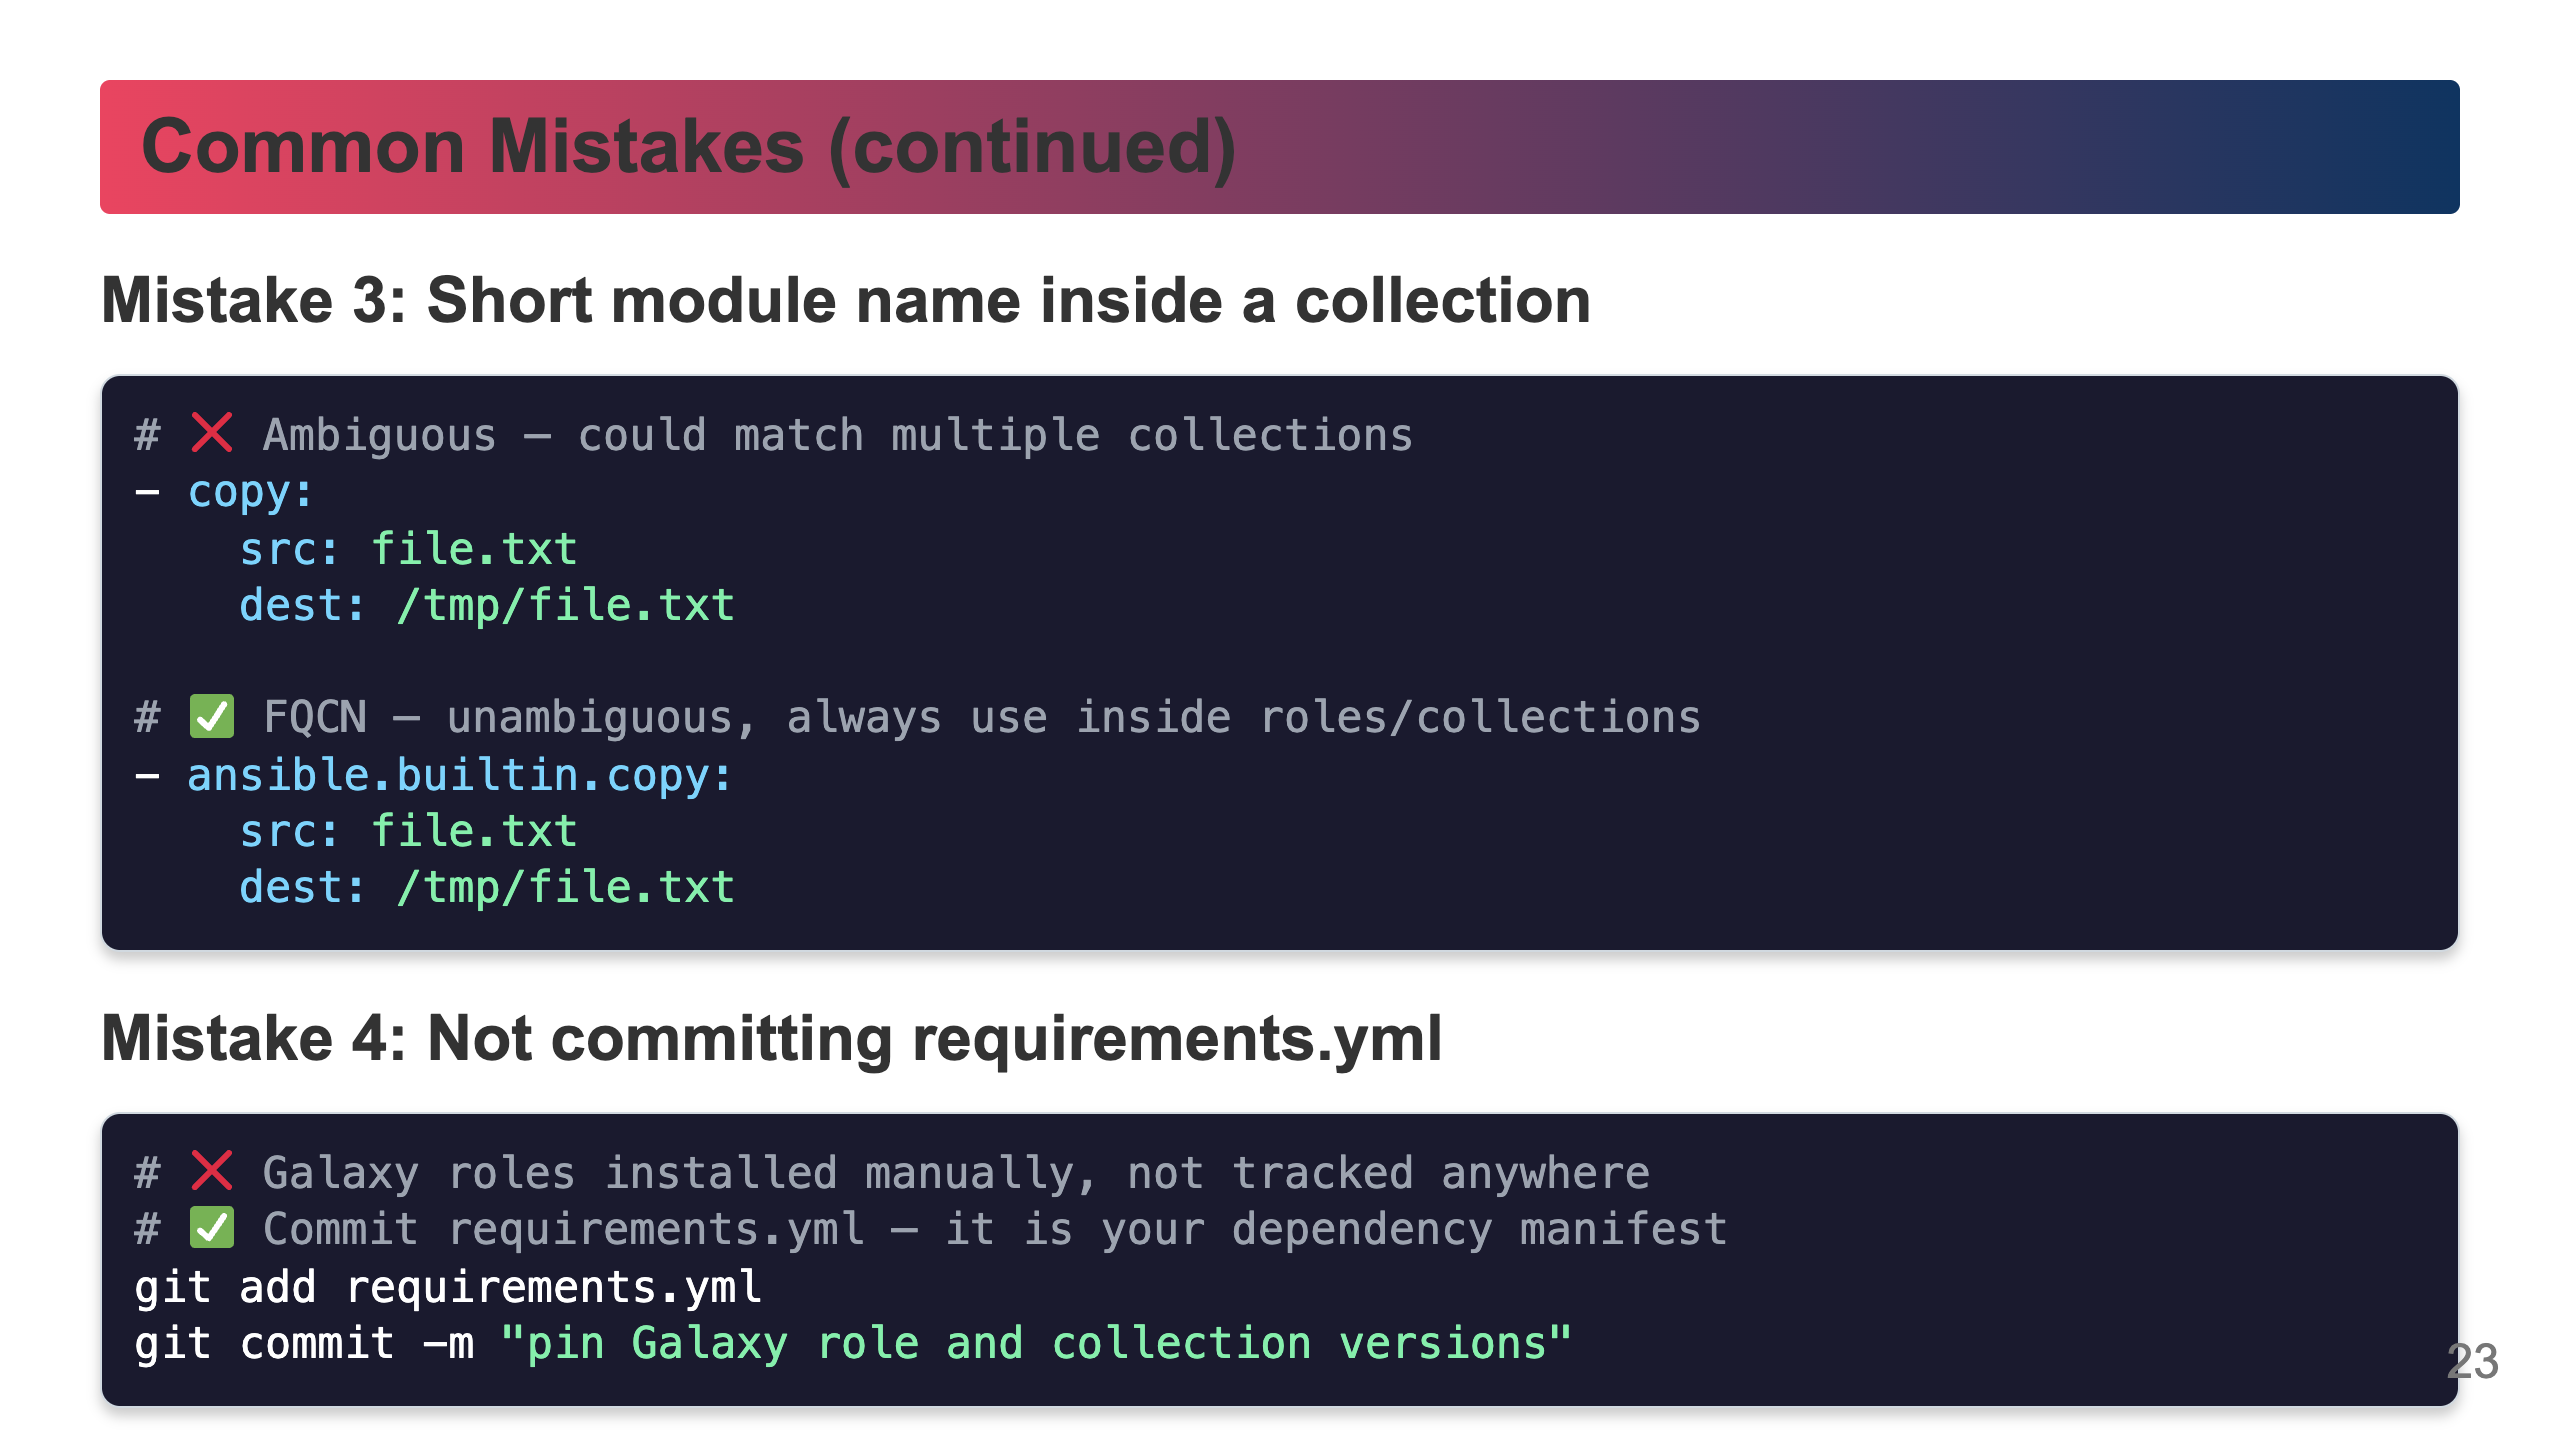 Common Mistakes (continued)
Mistake 3: Short module name inside a collection
# ❌ Ambiguous — could match multiple collections
- copy:
    src: file.txt
    dest: /tmp/file.txt
# ✅ FQCN — unambiguous, always use inside roles/collections
- ansible.builtin.copy:
    src: file.txt
    dest: /tmp/file.txt
Mistake 4: Not committing requirements.yml
# ❌ Galaxy roles installed manually, not tracked anywhere
# ✅ Commit requirements.yml — it is your dependency manifest
git add requirements.yml
git commit -m "pin Galaxy role and collection versions"
23